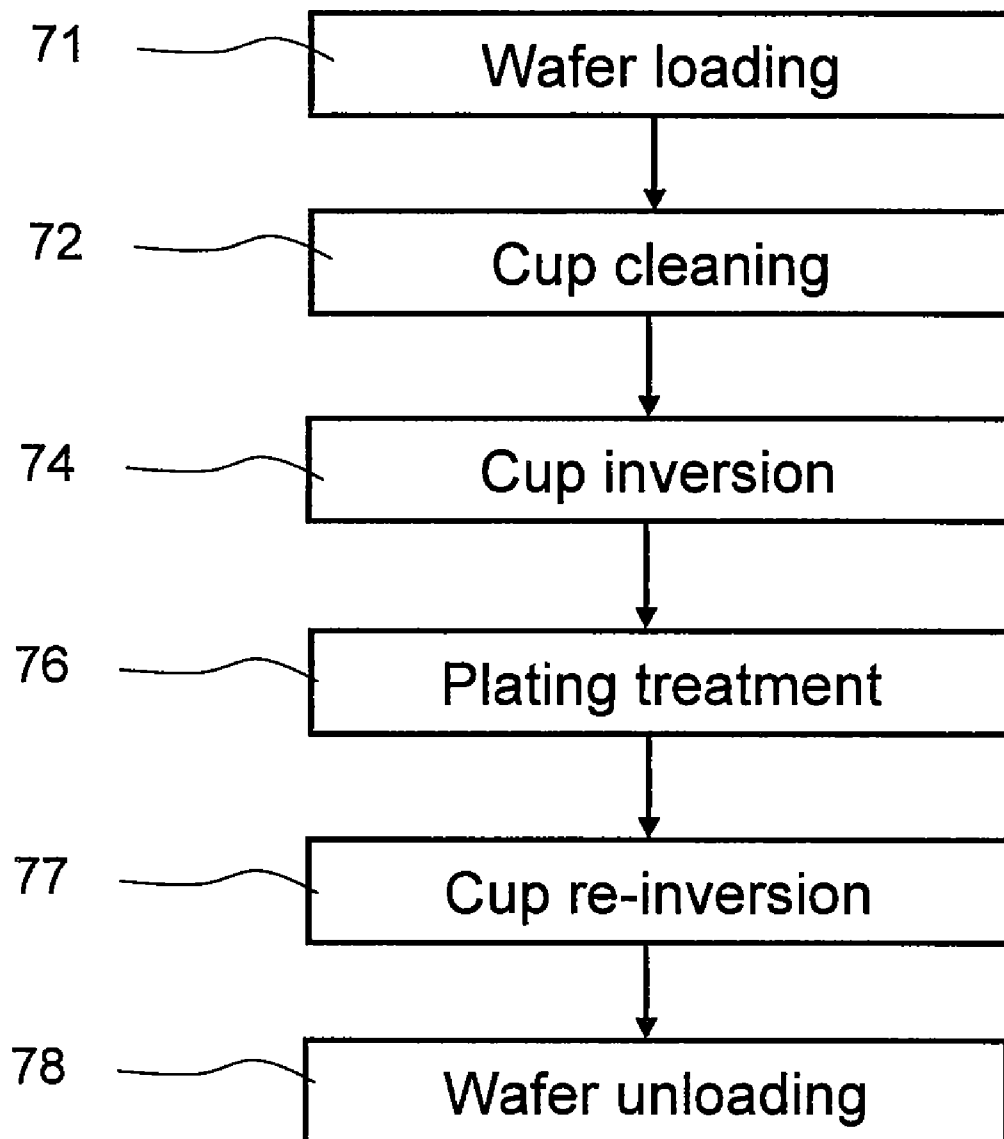 71 Wafer loading
72 Cup cleaning
74 Cup inversion
76 Plating treatment
77 Cup re-inversion
78 Wafer unloading